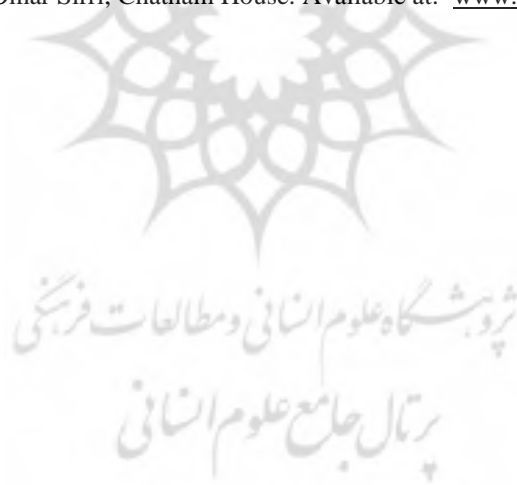 Omar Sirri, Chatham House. Available at: www.
پژوهشگاه علوم انسانی و مطالعات فرهنگی
پرتال جامع علوم انسانی